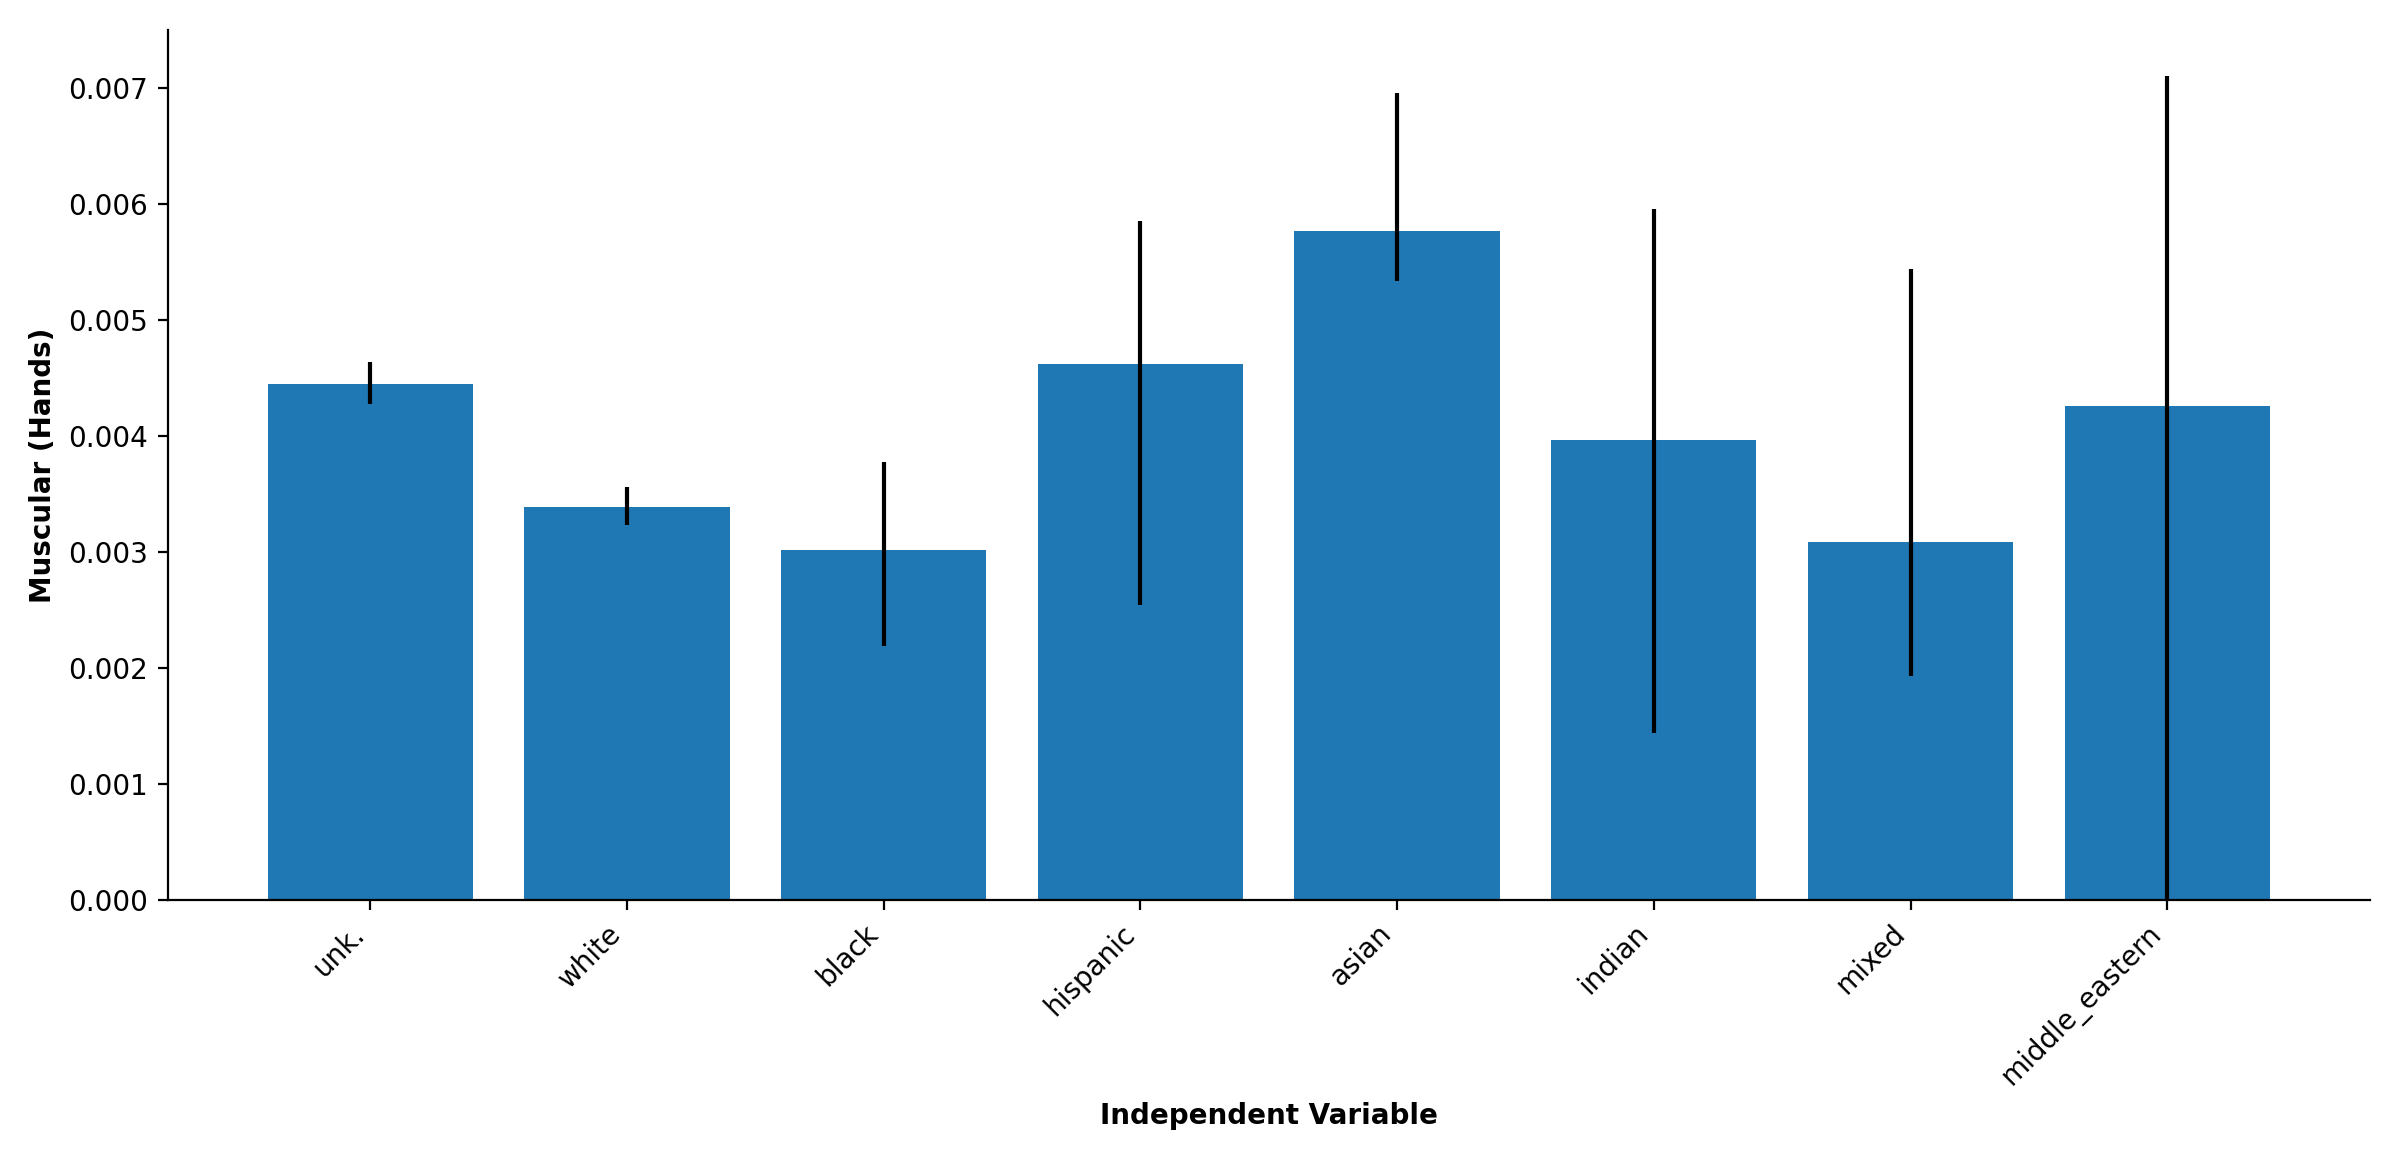 Muscular (Hands)
0.007
0.006
0.005
0.004
0.003
0.002
0.001
0.000
unk.
white
black
hispanic
asian
indian
mixed
middle_eastern
Independent Variable